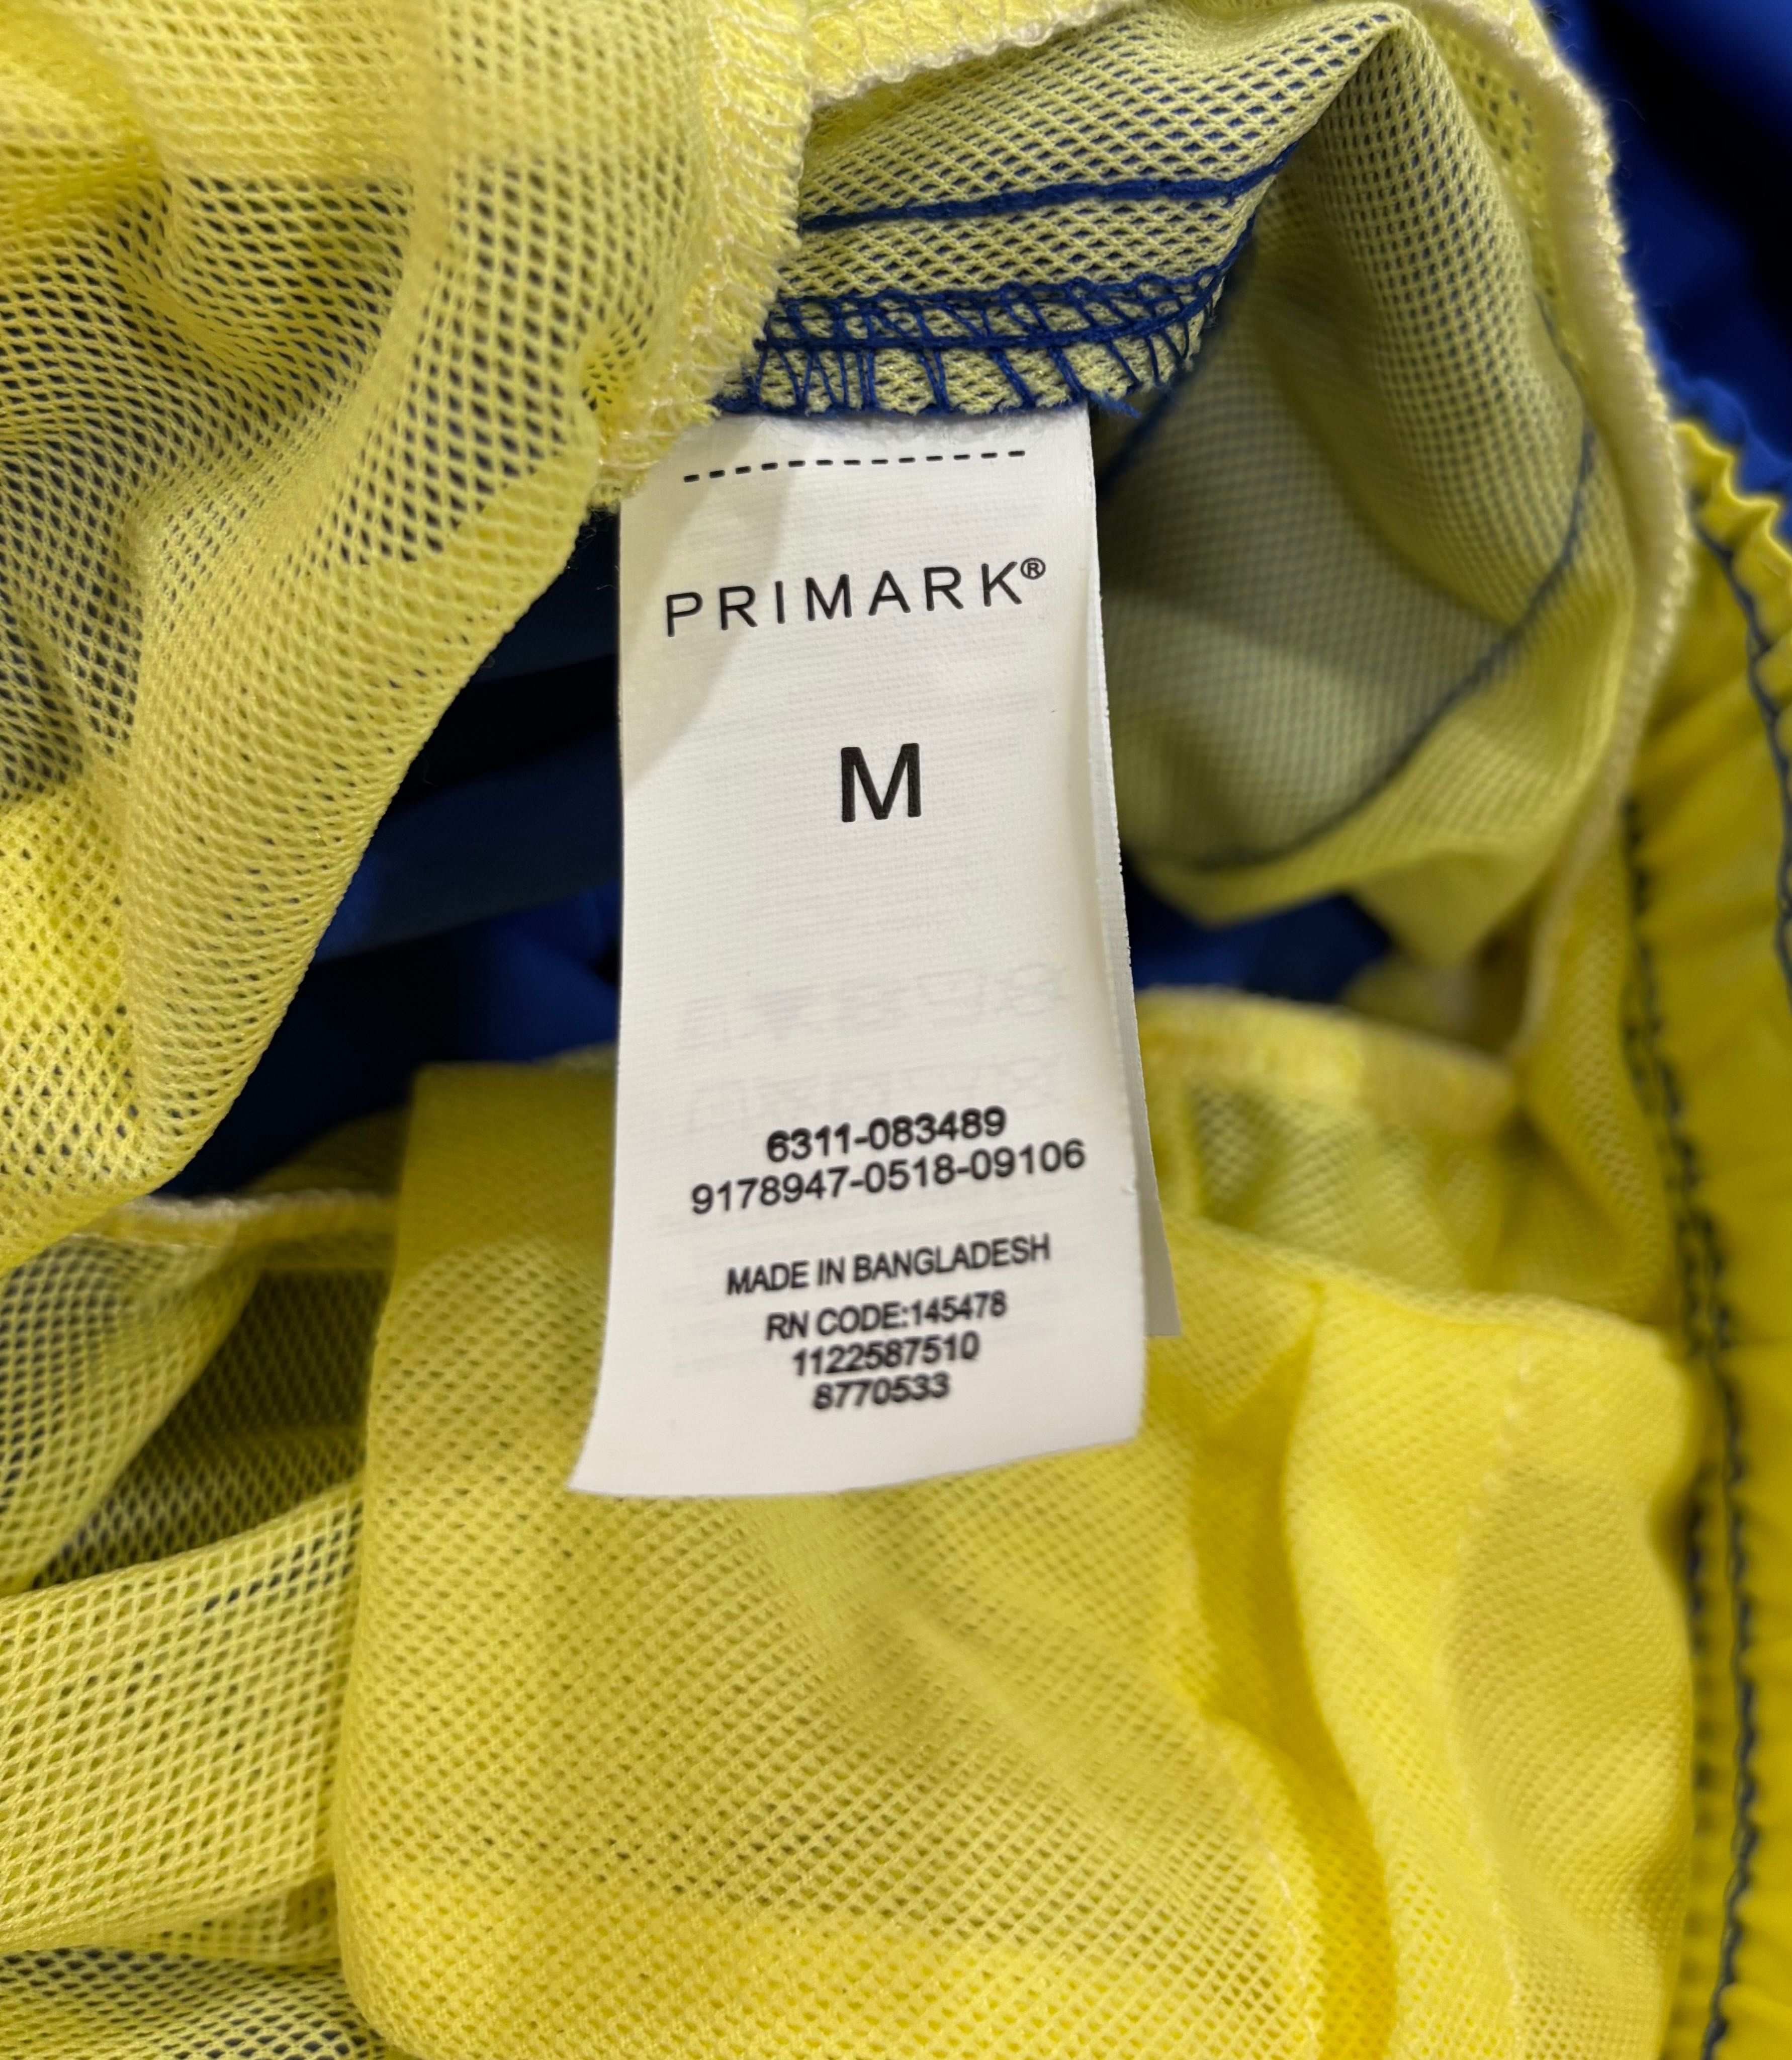 PRIMARK®
M
6311-083489
9178947-0518-09106
MADE IN BANGLADESH
RN CODE:145478
1122587510
8770533